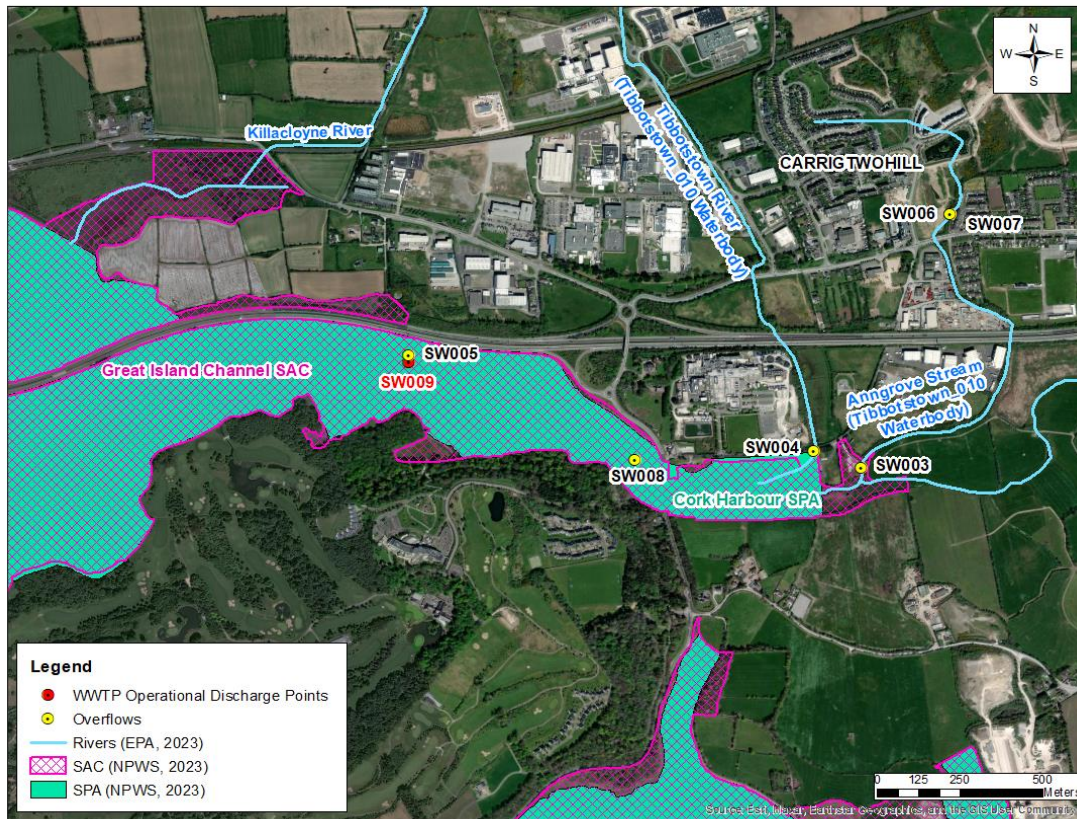 N
W E
S
Killacloyne River
Tibbotstown River
(Tibbotstown_010 Waterbody)
CARRIGTWOHILL
SW006
SW007
SW005
Great Island Channel SAC
SW009
Anngrove Stream
(Tibbotstown_010
Waterbody)
SW004
SW003
SW008
Cork Harbour SPA
Legend
WWTP Operational Discharge Points
Overflows
Rivers (EPA, 2023)
SAC (NPWS, 2023)
SPA (NPWS, 2023)
0 125 250 500
Meters
Source: Esri, Maxar, Earthstar Geographics, and the GIS User Community